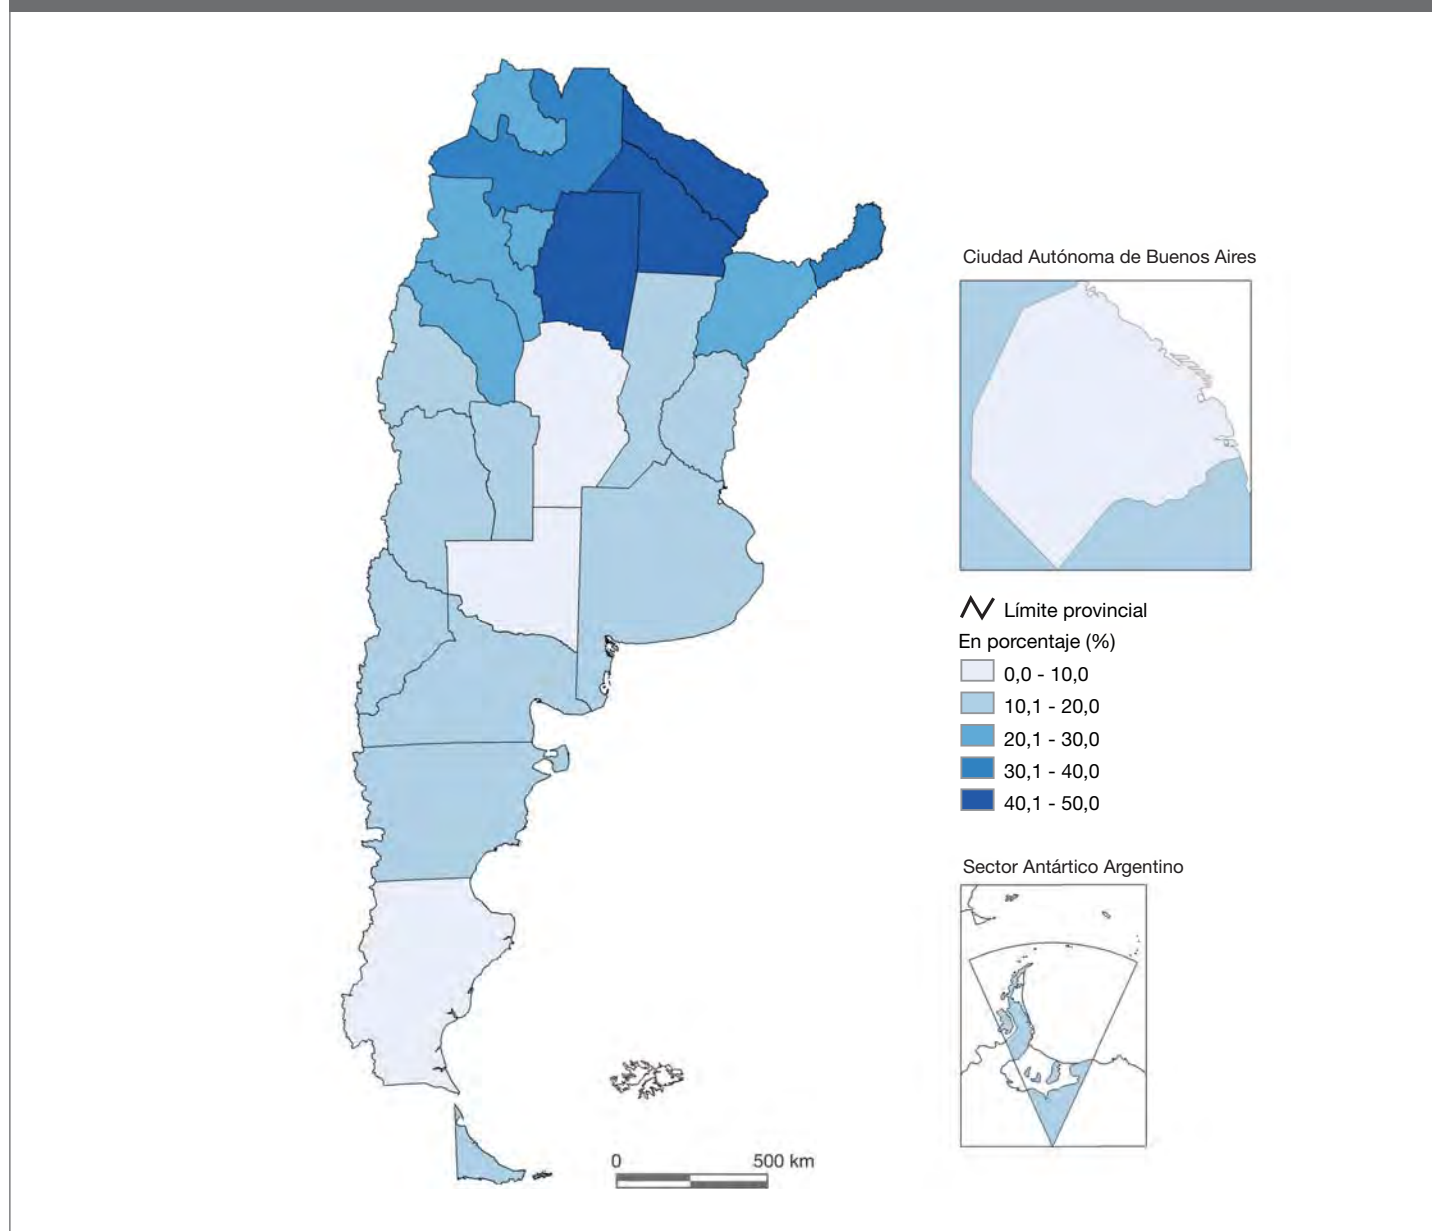 Ciudad Autónoma de Buenos Aires
Límite provincial
En porcentaje (%)
0,0 - 10,0
10,1 - 20,0
20,1 - 30,0
30,1 - 40,0
40,1 - 50,0
Sector Antártico Argentino
0 500 km